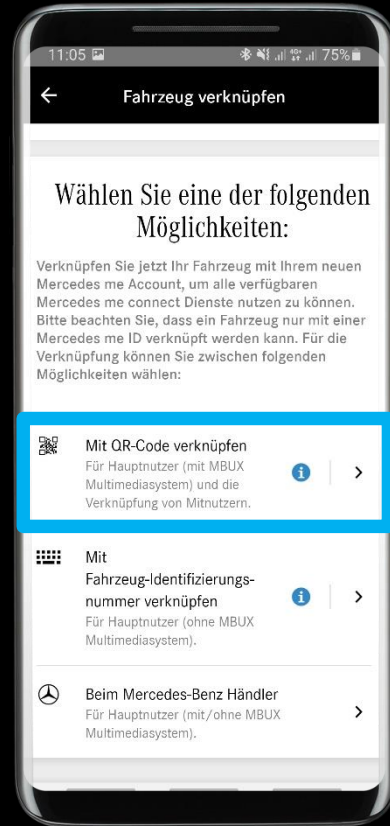 11:05 75%
Fahrzeug verknüpfen
Wählen Sie eine der folgenden
Möglichkeiten:
Verknüpfen Sie jetzt Ihr Fahrzeug mit Ihrem neuen
Mercedes me Account, um alle verfügbaren
Mercedes me connect Dienste nutzen zu können.
Bitte beachten Sie, dass ein Fahrzeug nur mit einer
Mercedes me ID verknüpft werden kann. Für die
Verknüpfung können Sie zwischen folgenden
Möglichkeiten wählen:
Mit QR-Code verknüpfen
Für Hauptnutzer (mit MBUX
Multimediasystem) und die
Verknüpfung von Mitnutzern.
Mit
Fahrzeug-Identifizierungs-
nummer verknüpfen
Für Hauptnutzer (ohne MBUX
Multimediasystem).
Beim Mercedes-Benz Händler
Für Hauptnutzer (mit/ohne MBUX
Multimediasystem).